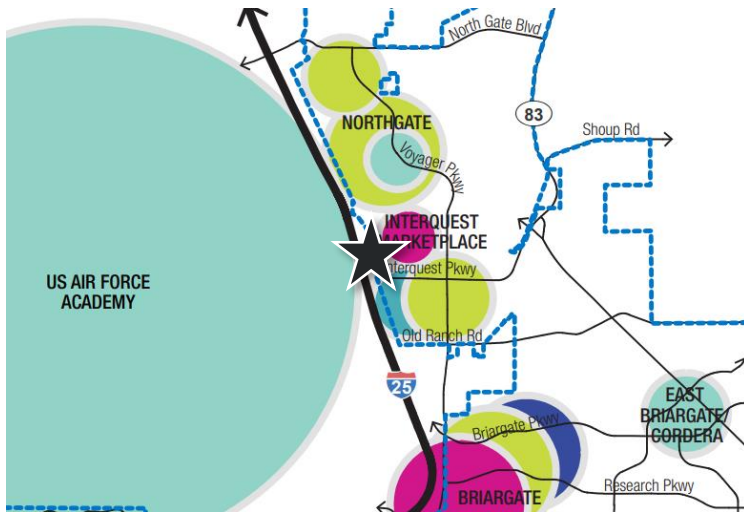 North Gate Blvd
83
Shoup Rd
NORTHGATE
Voyager Pkwy
INTERQUEST
MARKETPLACE
Interquest Pkwy
US AIR FORCE
ACADEMY
Old Ranch Rd
25
EAST
BRIARGATE/
CORDERA
Briargate Pkwy
Research Pkwy
BRIARGATE